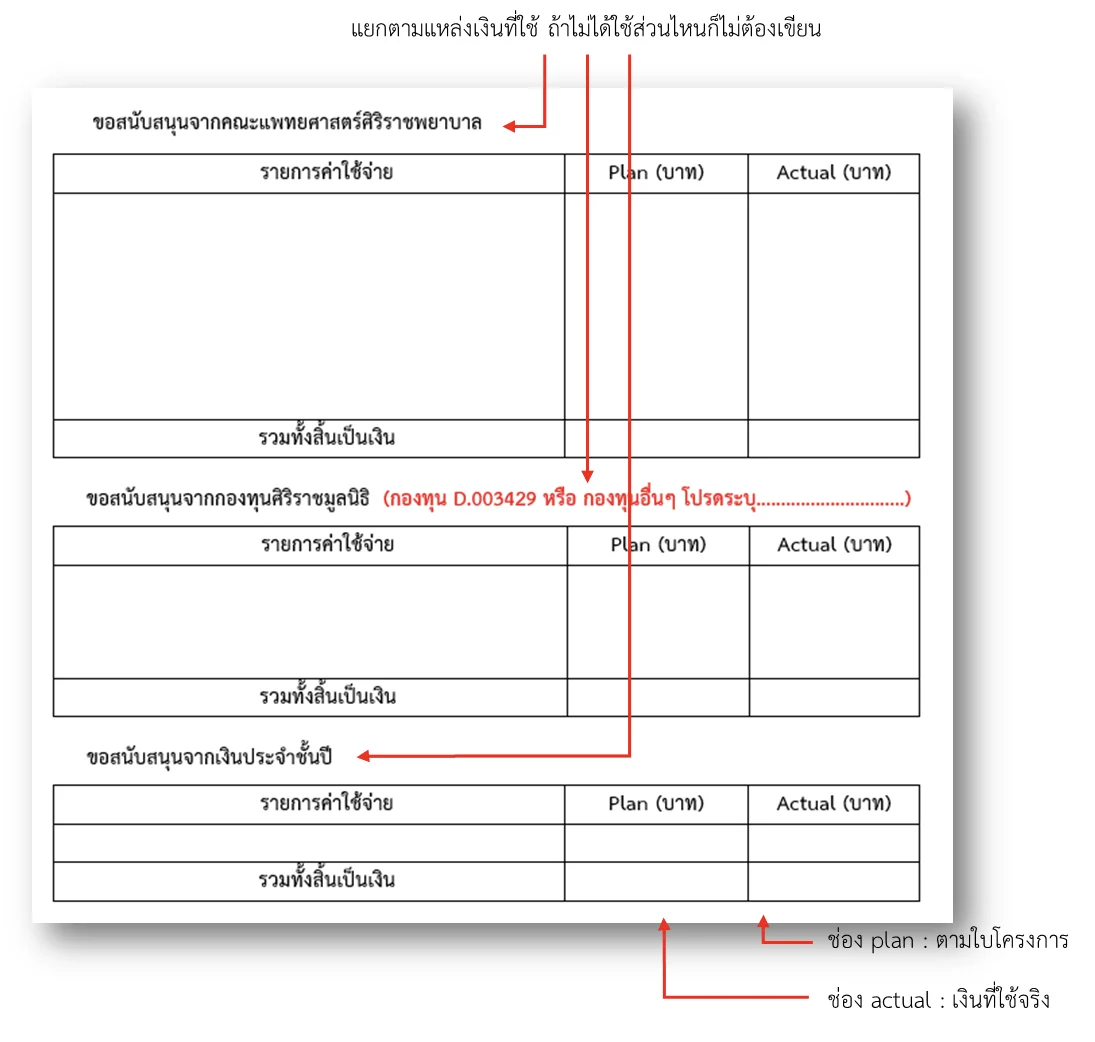 แยกตามแหล่งเงินที่ใช้ ถ้าไม่ได้ใช้ส่วนไหนก็ไม่ต้องเขียน
ขอสนับสนุนจากคณะแพทยศาสตร์ศิริราชพยาบาล
รายการค่าใช้จ่าย Plan (บาท) Actual (บาท)
รวมทั้งสิ้นเป็นเงิน
ขอสนับสนุนจากกองทุนศิริราชมูลนิธิ (กองทุน D.003429 หรือ กองทุนอื่นๆ โปรดระบุ..............................)
รายการค่าใช้จ่าย Plan (บาท) Actual (บาท)
รวมทั้งสิ้นเป็นเงิน
ขอสนับสนุนจากเงินประจำชั้นปี
รายการค่าใช้จ่าย Plan (บาท) Actual (บาท)
รวมทั้งสิ้นเป็นเงิน
ช่อง plan : ตามใบโครงการ
ช่อง actual : เงินที่ใช้จริง